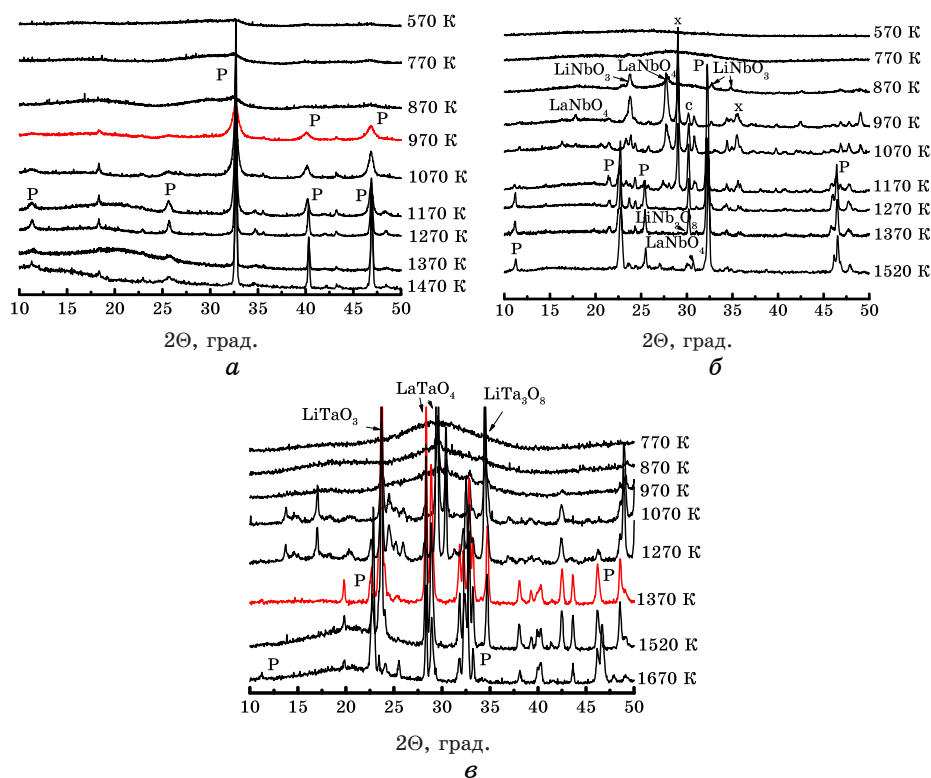 570 К
770 К
870 К
970 К
1070 К
1170 К
1270 К
1370 К
1470 К
P
P
P
P
P
P
P
10 15 20 25 30 35 40 45 50
2Θ, град.
а
x
570 К
770 К
P
LaNbO4
LiNbO3
LiNbO3
870 К
LaNbO4
c
x
970 К
1070 К
P
P
P
1170 К
1270 К
LiNb3O8
1370 К
LaNbO4
P
1520 К
10 15 20 25 30 35 40 45 50
2Θ, град.
б
LaTaO4
LiTaO3
LiTa3O8
770 К
870 К
970 К
1070 К
1270 К
P
P
1370 К
1520 К
P
P
1670 К
10 15 20 25 30 35 40 45 50
2Θ, град.
в